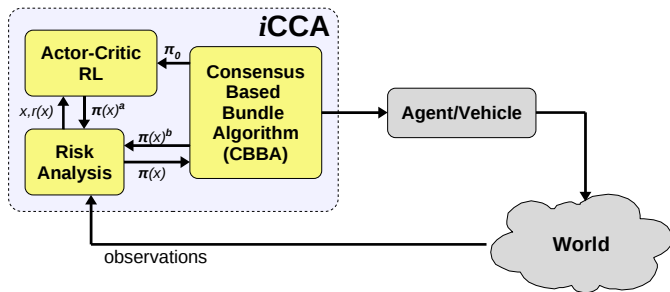 iCCA
Actor-Critic
RL
π₀
Consensus
Based
Bundle
Algorithm
(CBBA)
Agent/Vehicle
x,r(x)
π(x)ᵃ
π(x)ᵇ
Risk
Analysis
π(x)
World
observations